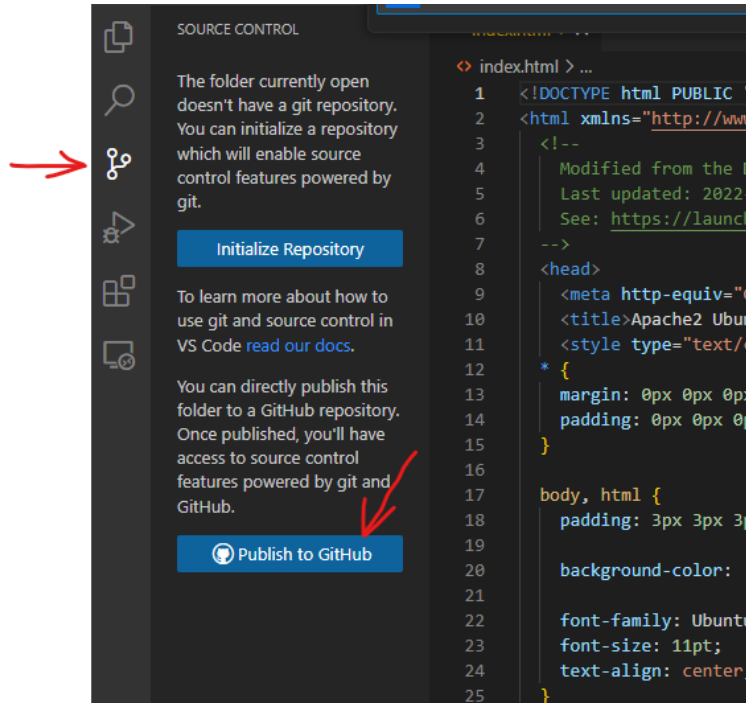 SOURCE CONTROL
The folder currently open
doesn't have a git repository.
You can initialize a repository
which will enable source
control features powered by
git.
Initialize Repository
To learn more about how to
use git and source control in
VS Code read our docs.
You can directly publish this
folder to a GitHub repository.
Once published, you'll have
access to source control
features powered by git and
GitHub.
Publish to GitHub
index.html > ...
1 <!DOCTYPE html PUBLIC
2 <html xmlns="http://www
3 <!--
4 Modified from the
5 Last updated: 2022
6 See: https://launch
7 -->
8 <head>
9 <meta http-equiv="
10 <title>Apache2 Ubun
11 <style type="text/
12 * {
13 margin: 0px 0px 0px
14 padding: 0px 0px 0p
15 }
16
17 body, html {
18 padding: 3px 3px 3p
19
20 background-color:
21
22 font-family: Ubuntu
23 font-size: 11pt;
24 text-align: center
25 }